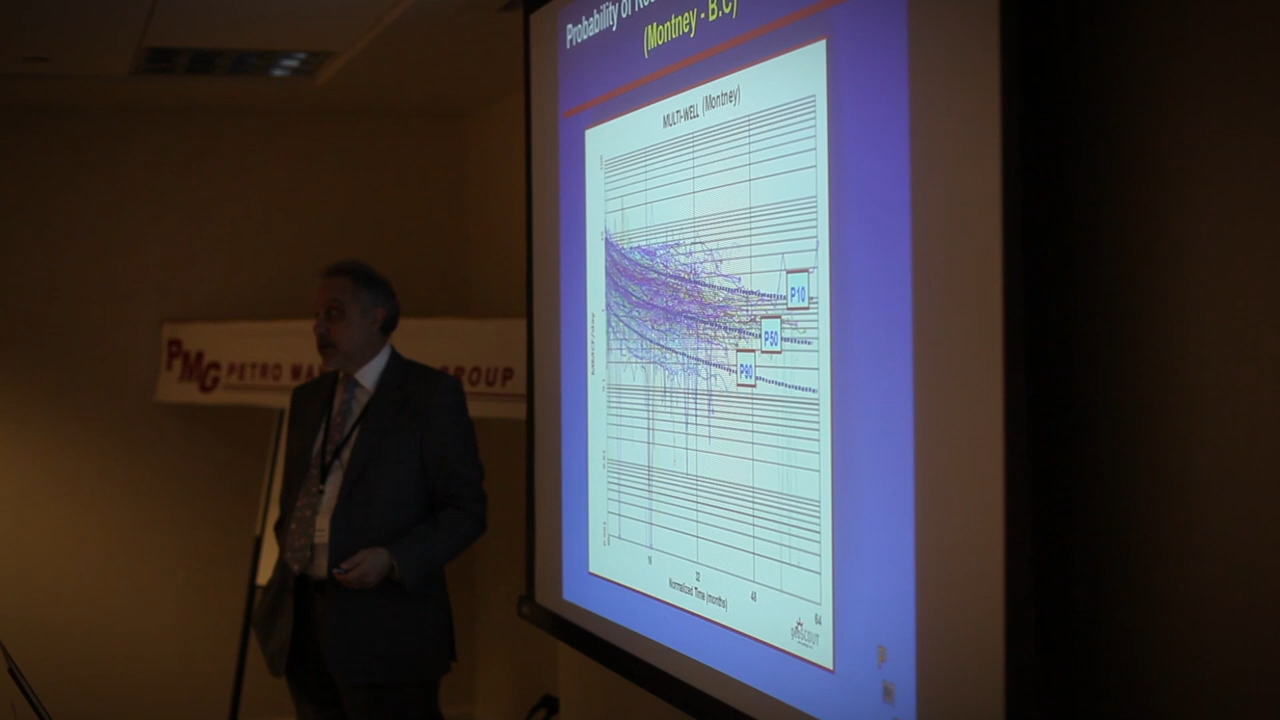 Probability of
(Montney - B.C)
MULTI-WELL (Montney)
P10
P50
P90
16
32
48
64
Normalized Time (months)
PMG PETRO GROUP